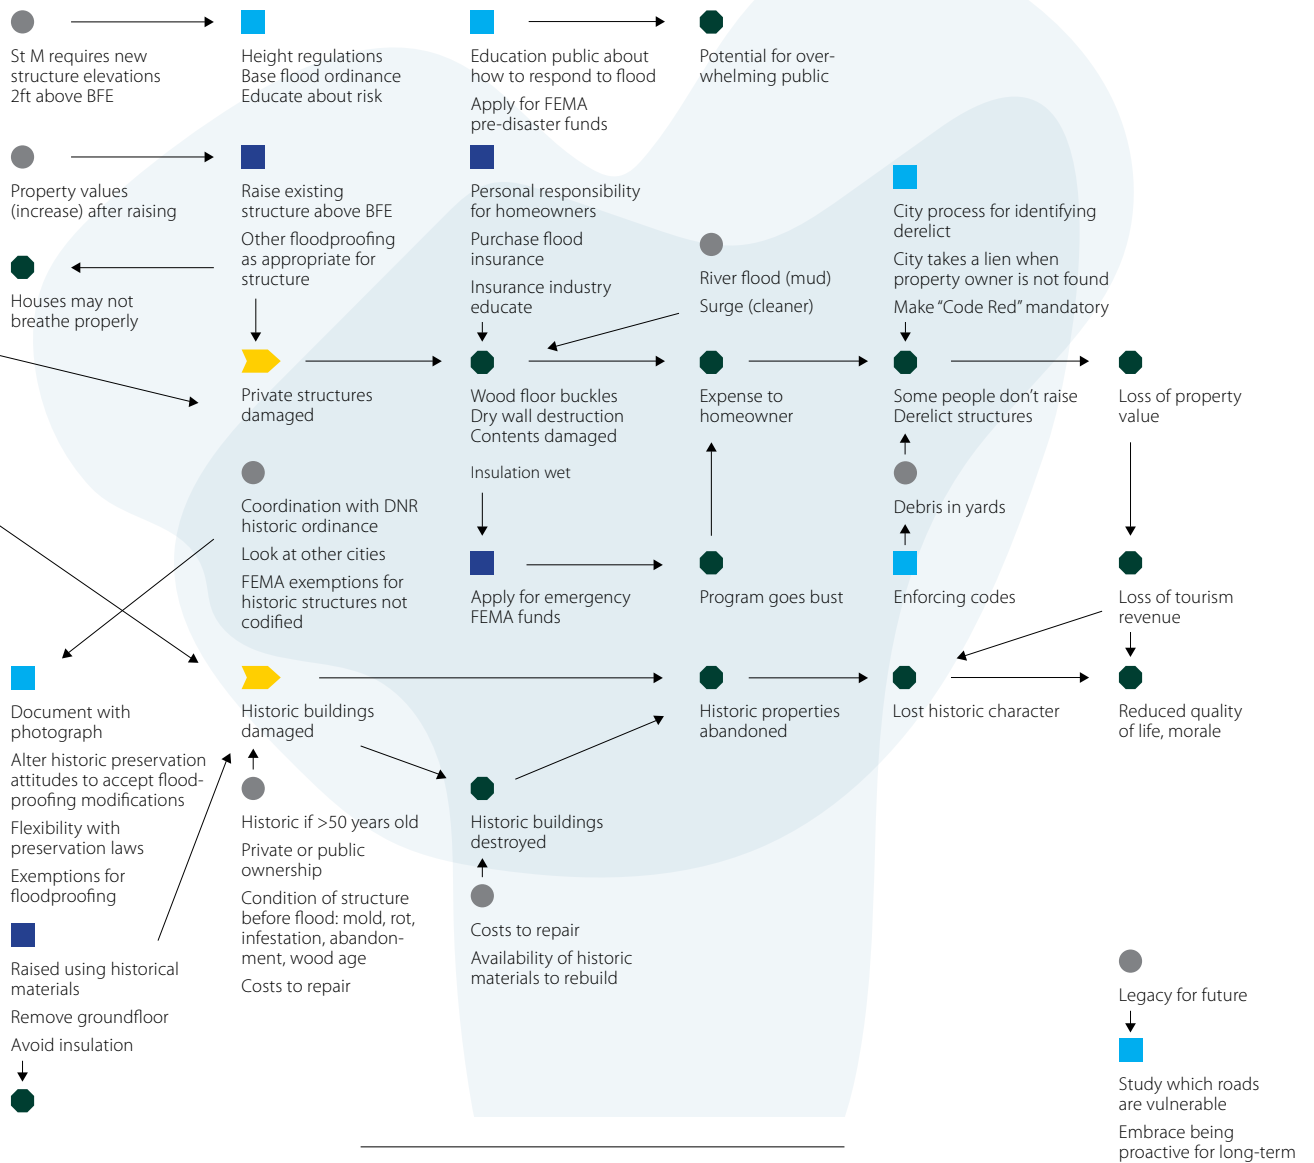 St M requires new
structure elevations
2ft above BFE
Height regulations
Base flood ordinance
Educate about risk
Education public about
how to respond to flood
Apply for FEMA
pre-disaster funds
Potential for over-
whelming public
Property values
(increase) after raising
Raise existing
structure above BFE
Other floodproofing
as appropriate for
structure
Personal responsibility
for homeowners
Purchase flood
insurance
Insurance industry
educate
River flood (mud)
Surge (cleaner)
City process for identifying
derelict
City takes a lien when
property owner is not found
Make “Code Red” mandatory
Houses may not
breathe properly
Private structures
damaged
Wood floor buckles
Dry wall destruction
Contents damaged
Insulation wet
Expense to
homeowner
Some people don’t raise
Derelict structures
Loss of property
value
Coordination with DNR
historic ordinance
Look at other cities
FEMA exemptions for
historic structures not
codified
Debris in yards
Apply for emergency
FEMA funds
Program goes bust
Enforcing codes
Loss of tourism
revenue
Document with
photograph
Alter historic preservation
attitudes to accept flood-
proofing modifications
Flexibility with
preservation laws
Exemptions for
floodproofing
Historic buildings
damaged
Historic properties
abandoned
Lost historic character
Reduced quality
of life, morale
Historic if >50 years old
Private or public
ownership
Condition of structure
before flood: mold, rot,
infestation, abandon-
ment, wood age
Costs to repair
Historic buildings
destroyed
Costs to repair
Availability of historic
materials to rebuild
Raised using historical
materials
Remove groundfloor
Avoid insulation
Legacy for future
Study which roads
are vulnerable
Embrace being
proactive for long-term